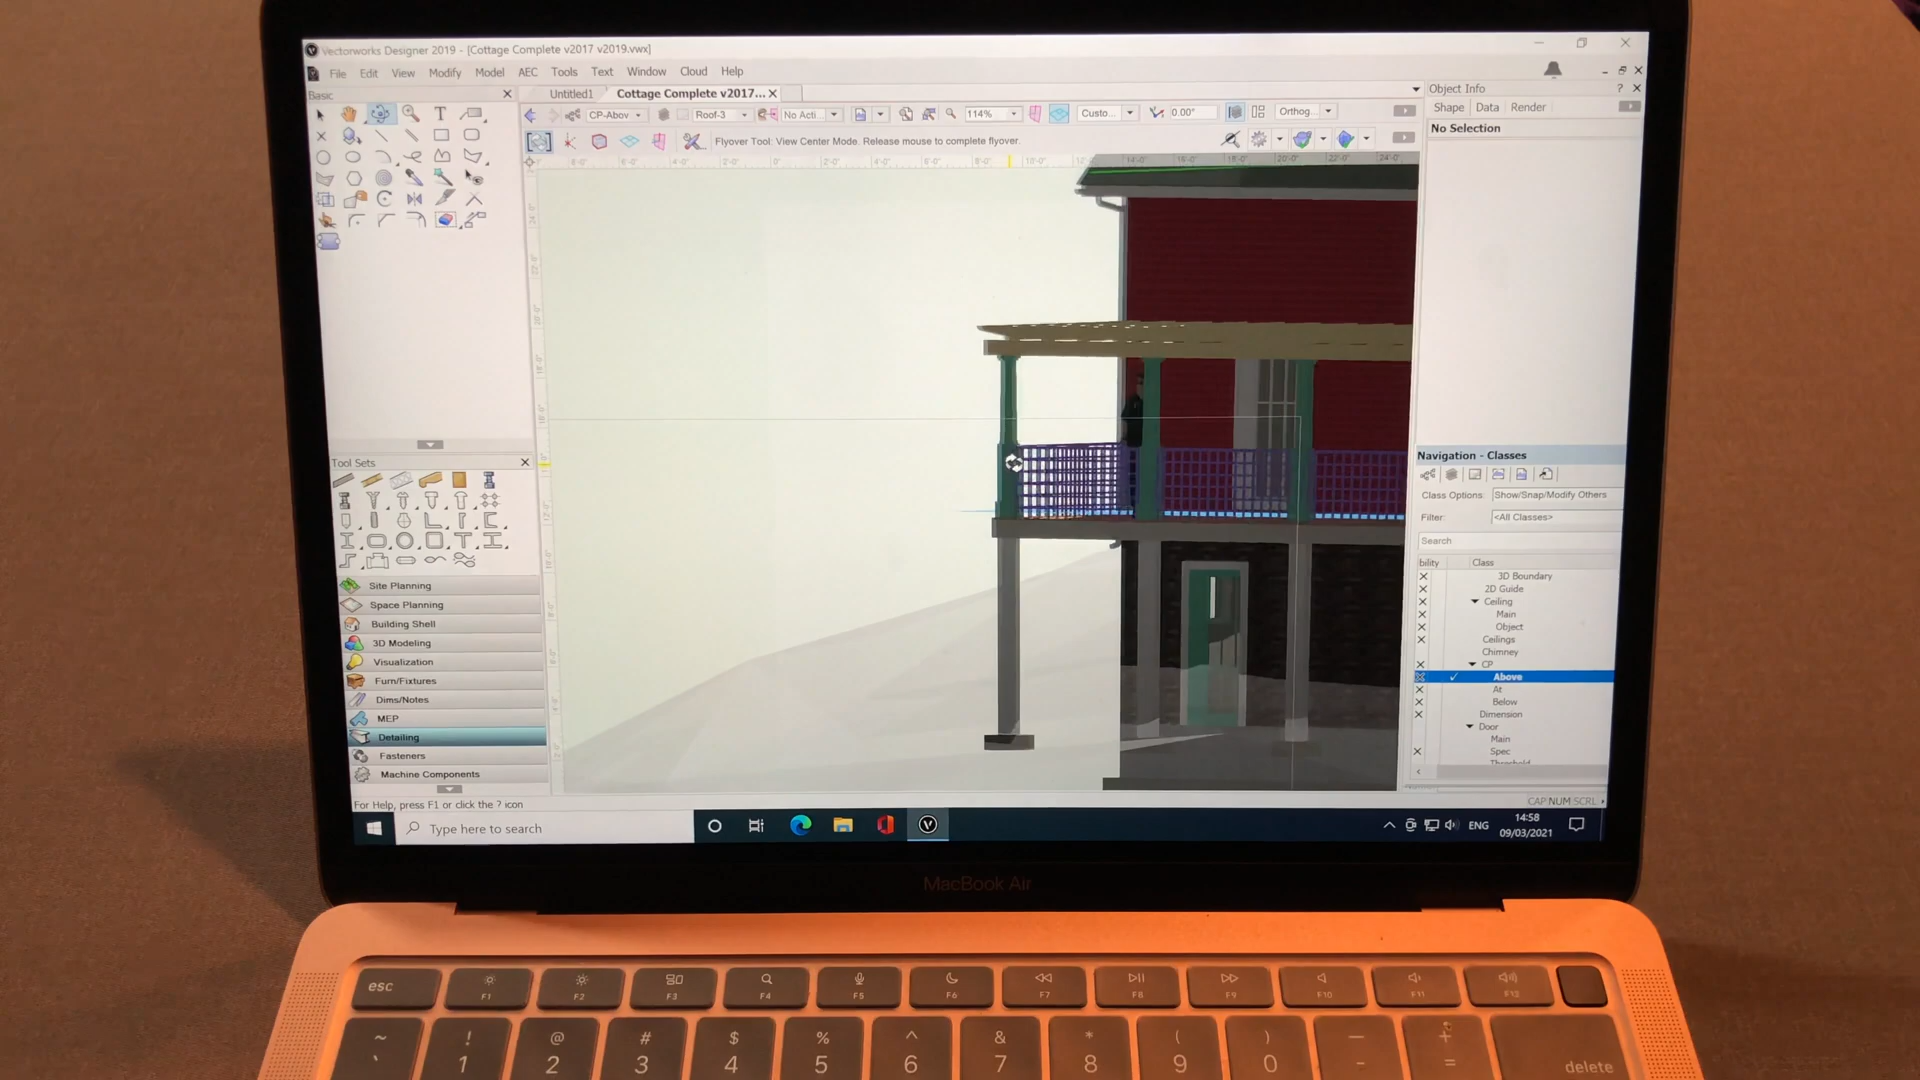 Vectorworks Designer 2019 - [Cottage Complete v2017 v2019.vwx]
File Edit View Modify Model AEC Tools Text Window Cloud Help
Basic
Untitled1
Cottage Complete v2017...
CP-Abov
Roof-3
No Acti...
114%
Custo...
0.00°
Orthog...
Flyover Tool: View Center Mode. Release mouse to complete flyover.
Object Info
?
Shape Data Render
No Selection
Tool Sets
Site Planning
Space Planning
Building Shell
3D Modeling
Visualization
Furn/Fixtures
Dims/Notes
MEP
Detailing
Fasteners
Machine Components
Navigation - Classes
Class Options: Show/Snap/Modify Others
Filter: <All Classes>
Search
bility Class
3D Boundary
2D Guide
Ceiling
Main
Object
Ceilings
Chimney
CP
Above
At
Below
Dimension
Door
Main
Spec
Threshold
For Help, press F1 or click the ? icon
CAP NUM SCRL
Type here to search
ENG
14:58
09/03/2021
MacBook Air
esc
F1 F2 F3 F4 F5 F6 F7 F8 F9 F10 F11 F12
~ ! @ # $ % ^ & * ( ) — +
` 1 2 3 4 5 6 7 8 9 0 - =
delete